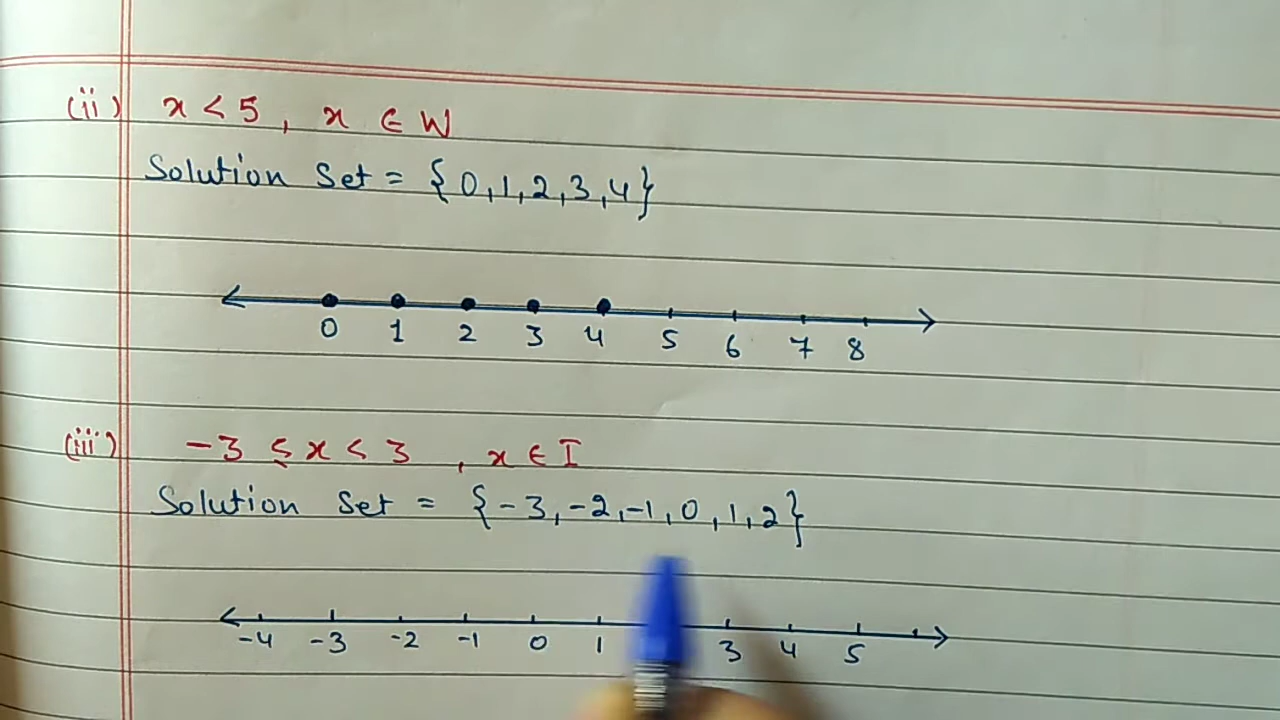 (ii) x < 5 , x ∈ W
Solution Set = {0,1,2,3,4}
0 1 2 3 4 5 6 7 8
(iii) -3 ≤ x < 3 , x ∈ I
Solution Set = {-3,-2,-1,0,1,2}
-4 -3 -2 -1 0 1 3 4 5